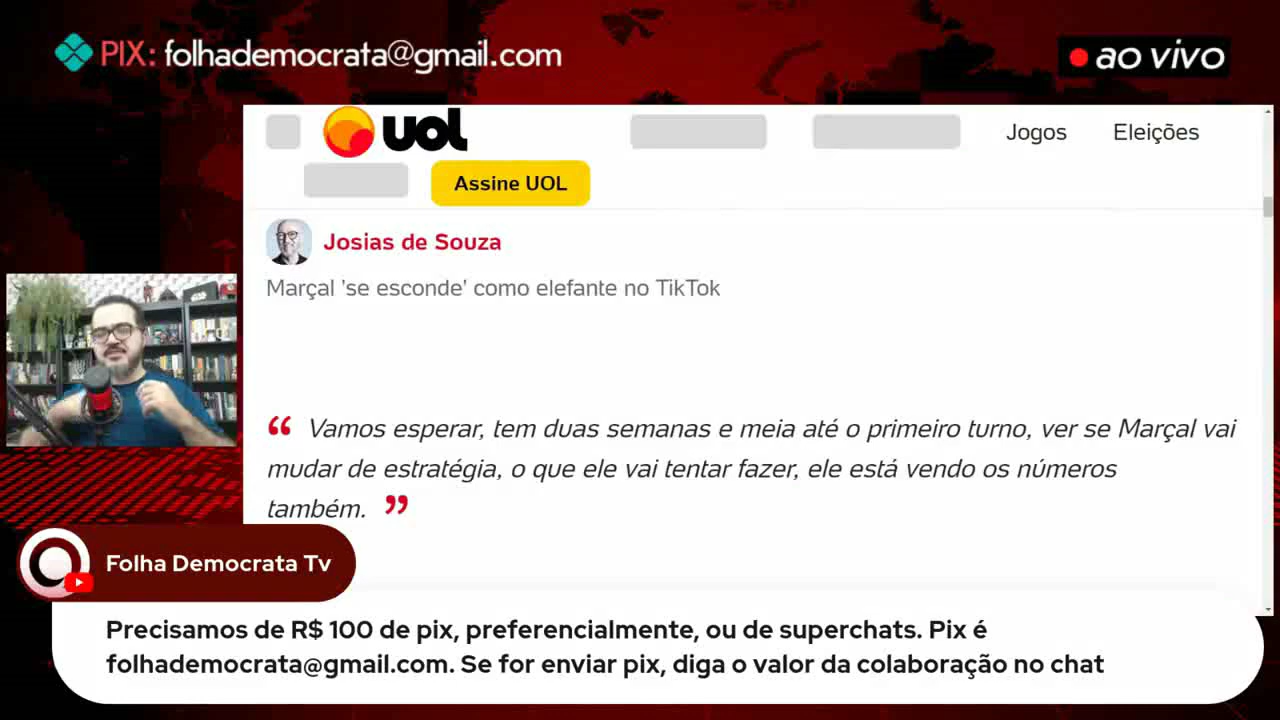 PIX: folhademocrata@gmail.com
AO VIVO
uol
Jogos
Eleições
Assine UOL
Josias de Souza
Marçal 'se esconde' como elefante no TikTok
“ Vamos esperar, tem duas semanas e meia até o primeiro turno, ver se Marçal vai
mudar de estratégia, o que ele vai tentar fazer, ele está vendo os números
também. ”
Folha Democrata Tv
Precisamos de R$ 100 de pix, preferencialmente, ou de superchats. Pix é
folhademocrata@gmail.com. Se for enviar pix, diga o valor da colaboração no chat